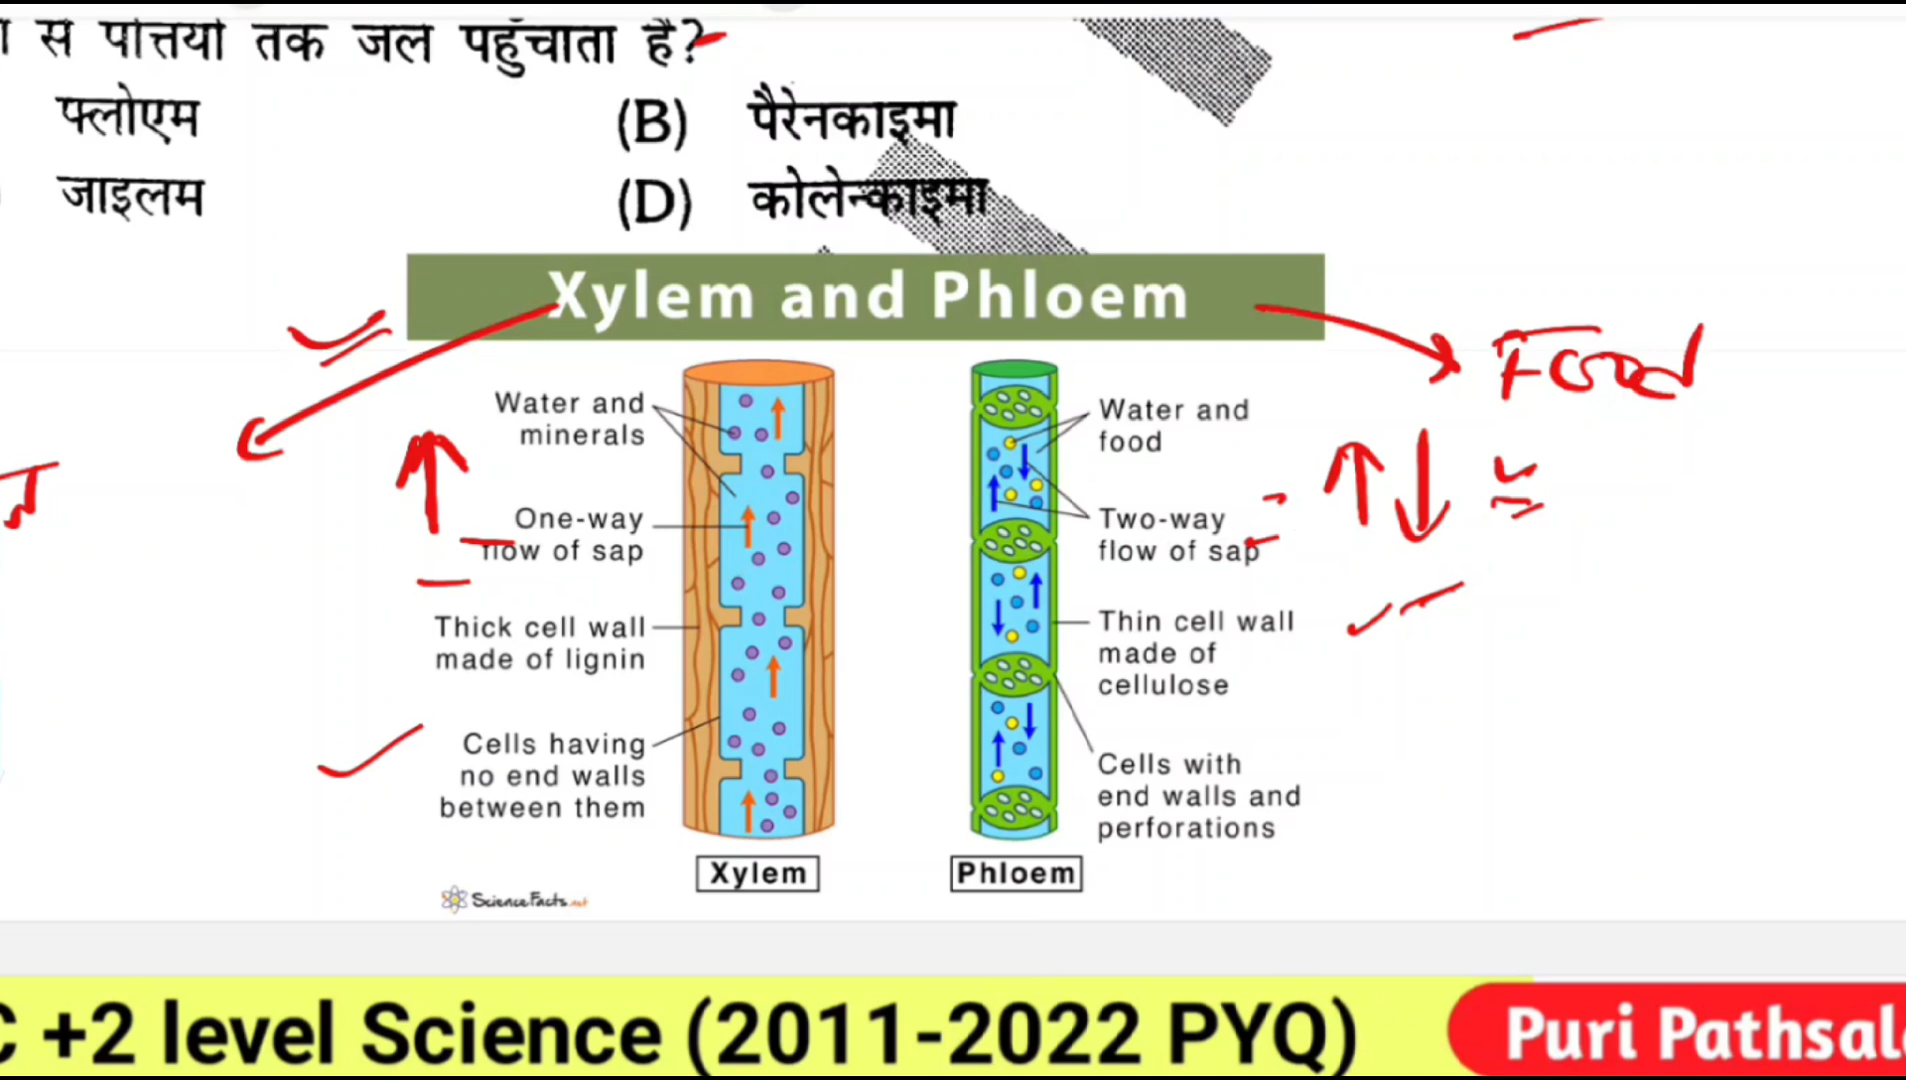 से पत्तियों तक जल पहुँचाता है?
फ्लोएम
(B) पैरेनकाइमा
जाइलम
(D) कोलेन्काइमा
Xylem and Phloem
Food
Water and
minerals
One-way
flow of sap
Thick cell wall
made of lignin
Cells having
no end walls
between them
Xylem
Water and
food
Two-way
flow of sap
Thin cell wall
made of
cellulose
Cells with
end walls and
perforations
Phloem
ScienceFacts.net
C +2 level Science (2011-2022 PYQ)
Puri Pathsal